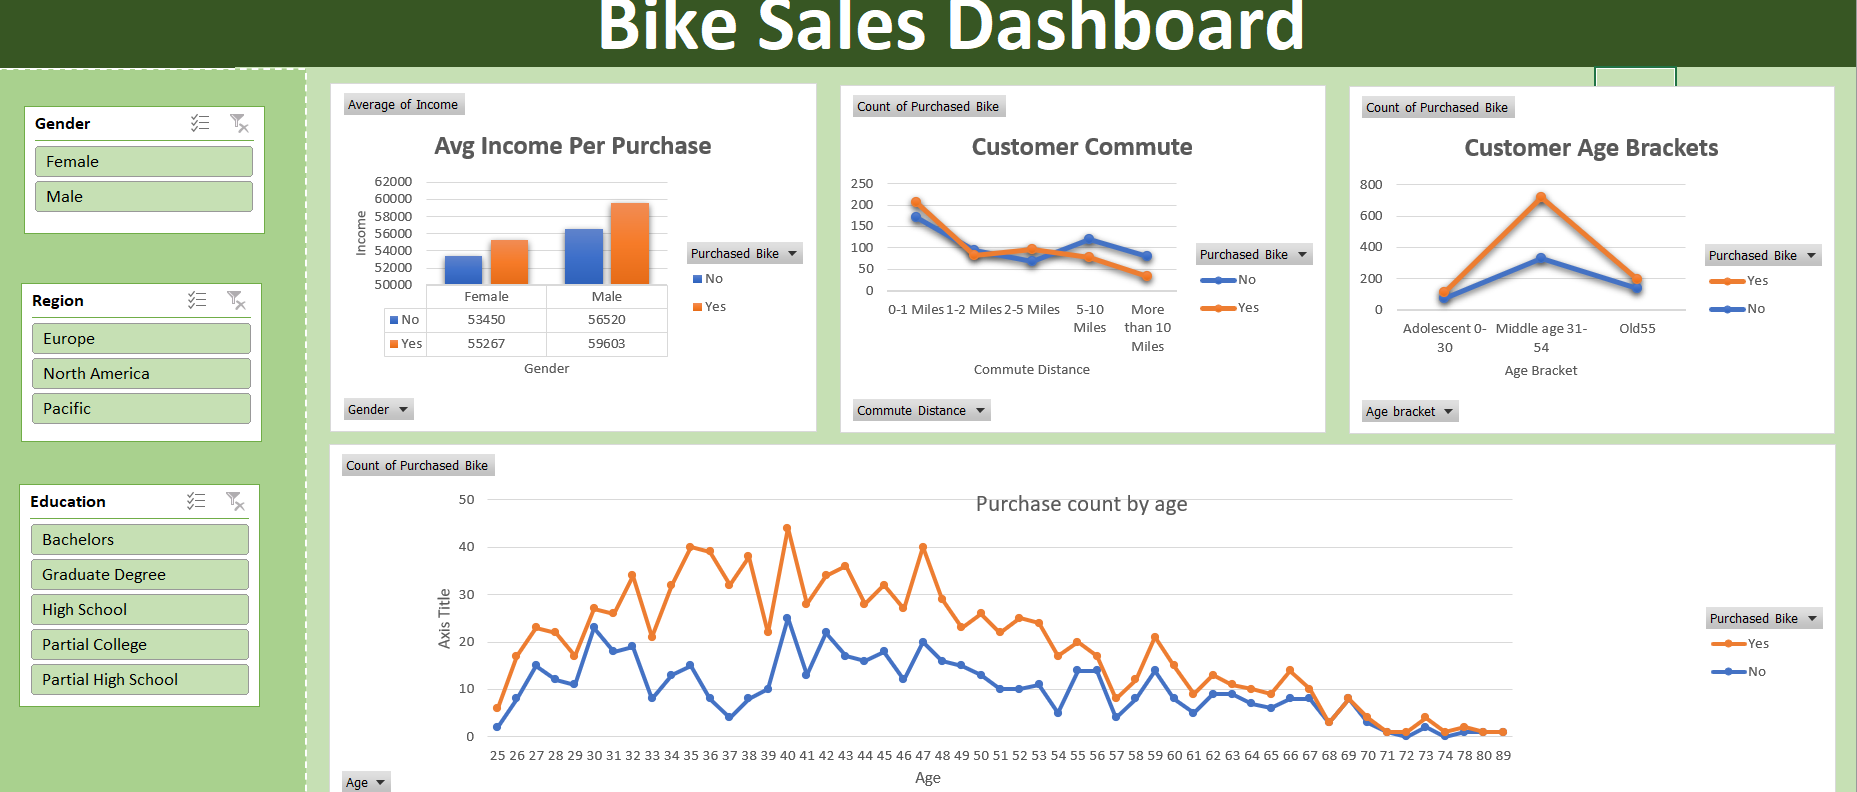 Bike Sales Dashboard
Gender
Female
Male
Region
Europe
North America
Pacific
Education
Bachelors
Graduate Degree
High School
Partial College
Partial High School
Average of Income
Avg Income Per Purchase
62000
60000
58000
56000
54000
52000
50000
Income
Female Male
No 53450 56520
Yes 55267 59603
Gender
Purchased Bike
No
Yes
Gender
Count of Purchased Bike
Customer Commute
250
200
150
100
50
0
0-1 Miles 1-2 Miles 2-5 Miles 5-10 Miles More than 10 Miles
Commute Distance
Purchased Bike
No
Yes
Commute Distance
Count of Purchased Bike
Customer Age Brackets
800
600
400
200
0
Adolescent 0-30 Middle age 31-54 Old55
Age Bracket
Purchased Bike
Yes
No
Age bracket
Count of Purchased Bike
Purchase count by age
50
40
30
20
10
0
Axis Title
25 26 27 28 29 30 31 32 33 34 35 36 37 38 39 40 41 42 43 44 45 46 47 48 49 50 51 52 53 54 55 56 57 58 59 60 61 62 63 64 65 66 67 68 69 70 71 72 73 74 78 80 89
Age
Purchased Bike
Yes
No
Age